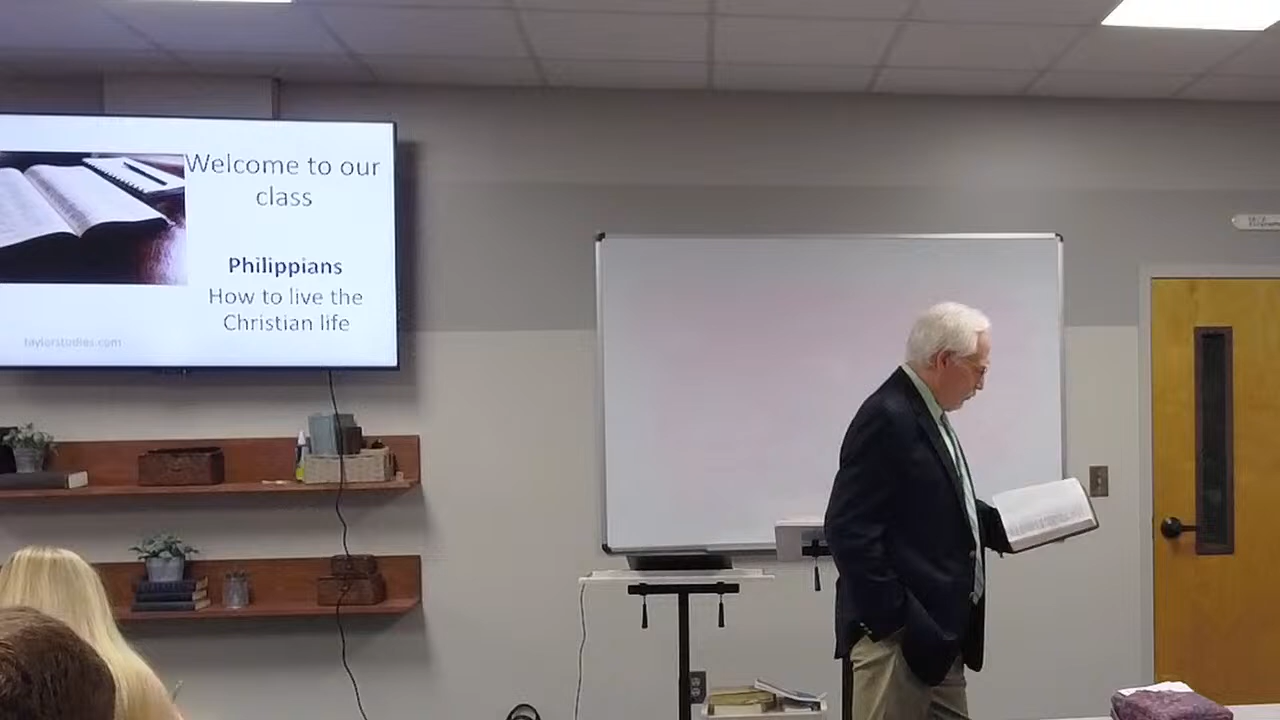 Welcome to our
class
Philippians
How to live the
Christian life
taylorstudies.com